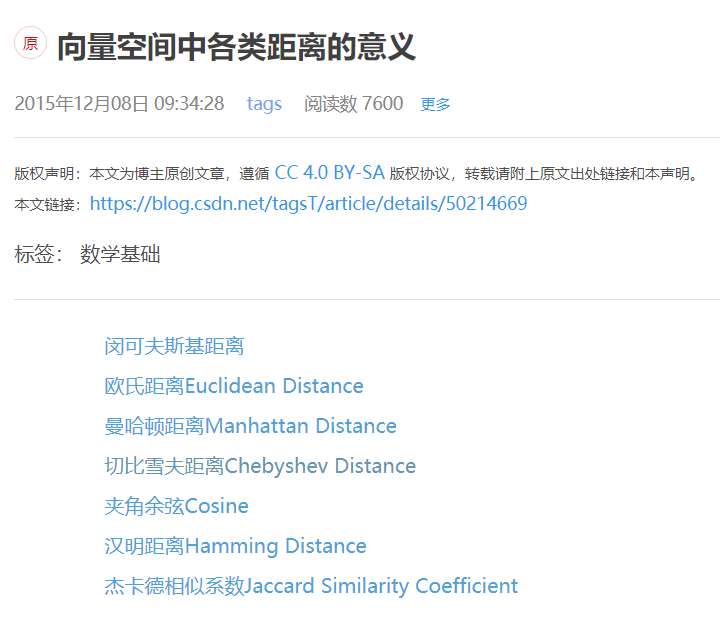 原 向量空间中各类距离的意义
2015年12月08日 09:34:28 tags 阅读数 7600 更多
版权声明：本文为博主原创文章，遵循 CC 4.0 BY-SA 版权协议，转载请附上原文出处链接和本声明。
本文链接：https://blog.csdn.net/tagsT/article/details/50214669
标签： 数学基础
闵可夫斯基距离
欧氏距离Euclidean Distance
曼哈顿距离Manhattan Distance
切比雪夫距离Chebyshev Distance
夹角余弦Cosine
汉明距离Hamming Distance
杰卡德相似系数Jaccard Similarity Coefficient